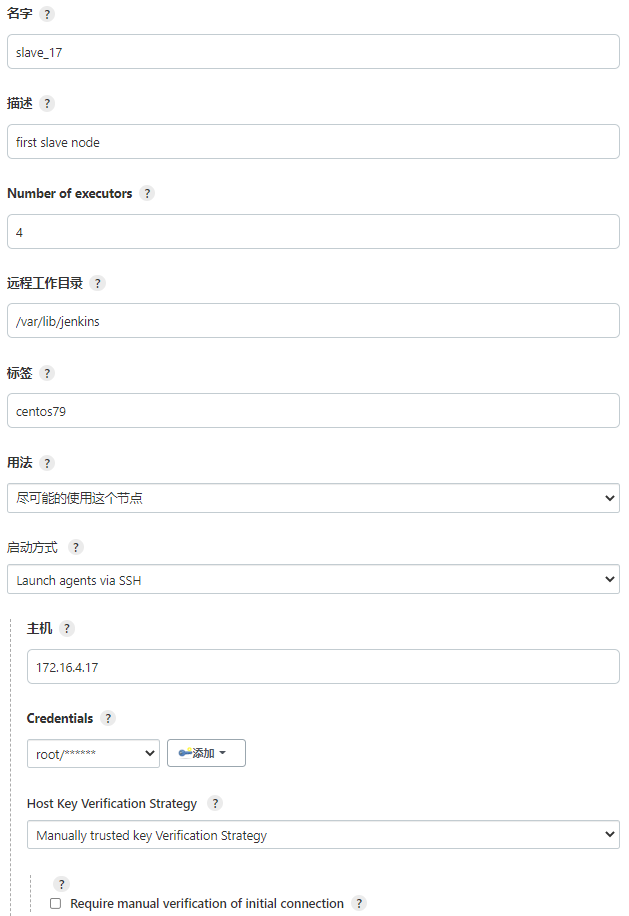 名字 ?
slave_17
描述 ?
first slave node
Number of executors ?
4
远程工作目录 ?
/var/lib/jenkins
标签 ?
centos79
用法 ?
尽可能的使用这个节点
启动方式 ?
Launch agents via SSH
主机 ?
172.16.4.17
Credentials ?
root/****** 添加
Host Key Verification Strategy ?
Manually trusted key Verification Strategy
?
Require manual verification of initial connection ?